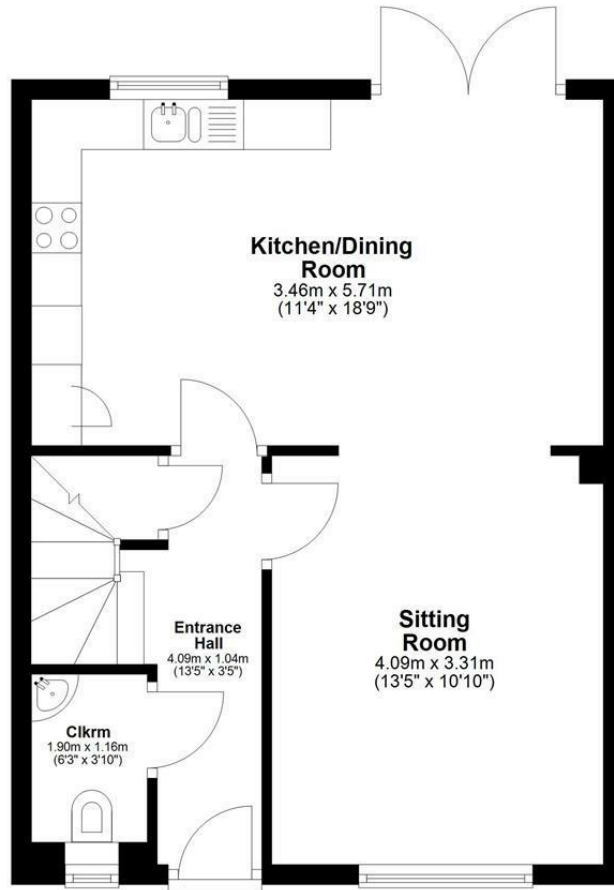 Kitchen/Dining
Room
3.46m x 5.71m
(11'4" x 18'9")
Entrance
Hall
4.09m x 1.04m
(13'5" x 3'5")
Sitting
Room
4.09m x 3.31m
(13'5" x 10'10")
Clkrm
1.90m x 1.16m
(6'3" x 3'10")